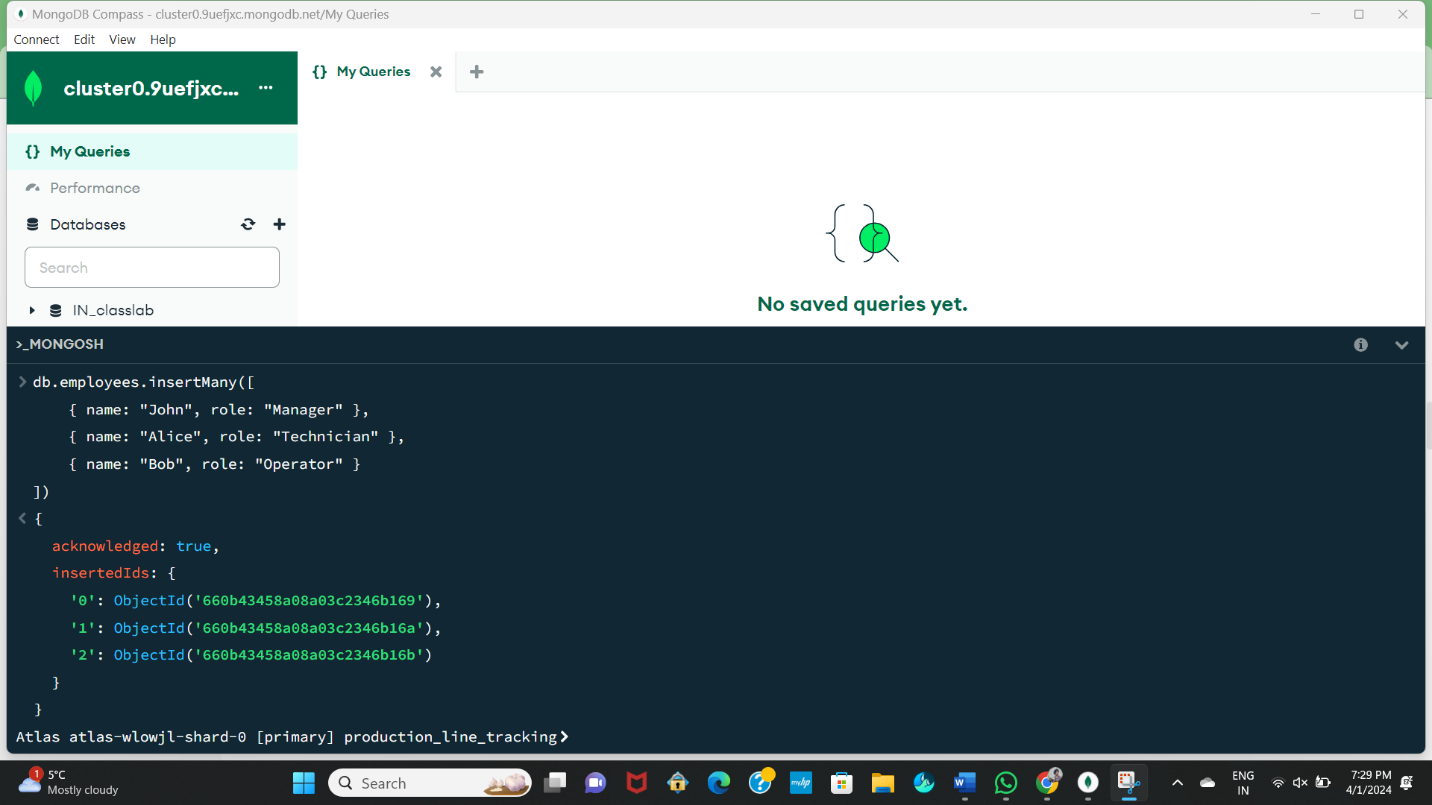 MongoDB Compass - cluster0.9uefjxc.mongodb.net/My Queries
Connect Edit View Help
cluster0.9uefjxc... ...
{} My Queries
+
{} My Queries
Performance
Databases
Search
IN_classlab
No saved queries yet.
>_MONGOSH
> db.employees.insertMany([
{ name: "John", role: "Manager" },
{ name: "Alice", role: "Technician" },
{ name: "Bob", role: "Operator" }
])
< {
acknowledged: true,
insertedIds: {
'0': ObjectId('660b43458a08a03c2346b169'),
'1': ObjectId('660b43458a08a03c2346b16a'),
'2': ObjectId('660b43458a08a03c2346b16b')
}
}
Atlas atlas-wlowjl-shard-0 [primary] production_line_tracking>
1
5°C
Mostly cloudy
Search
myhp
W
ENG
IN
7:29 PM
4/1/2024